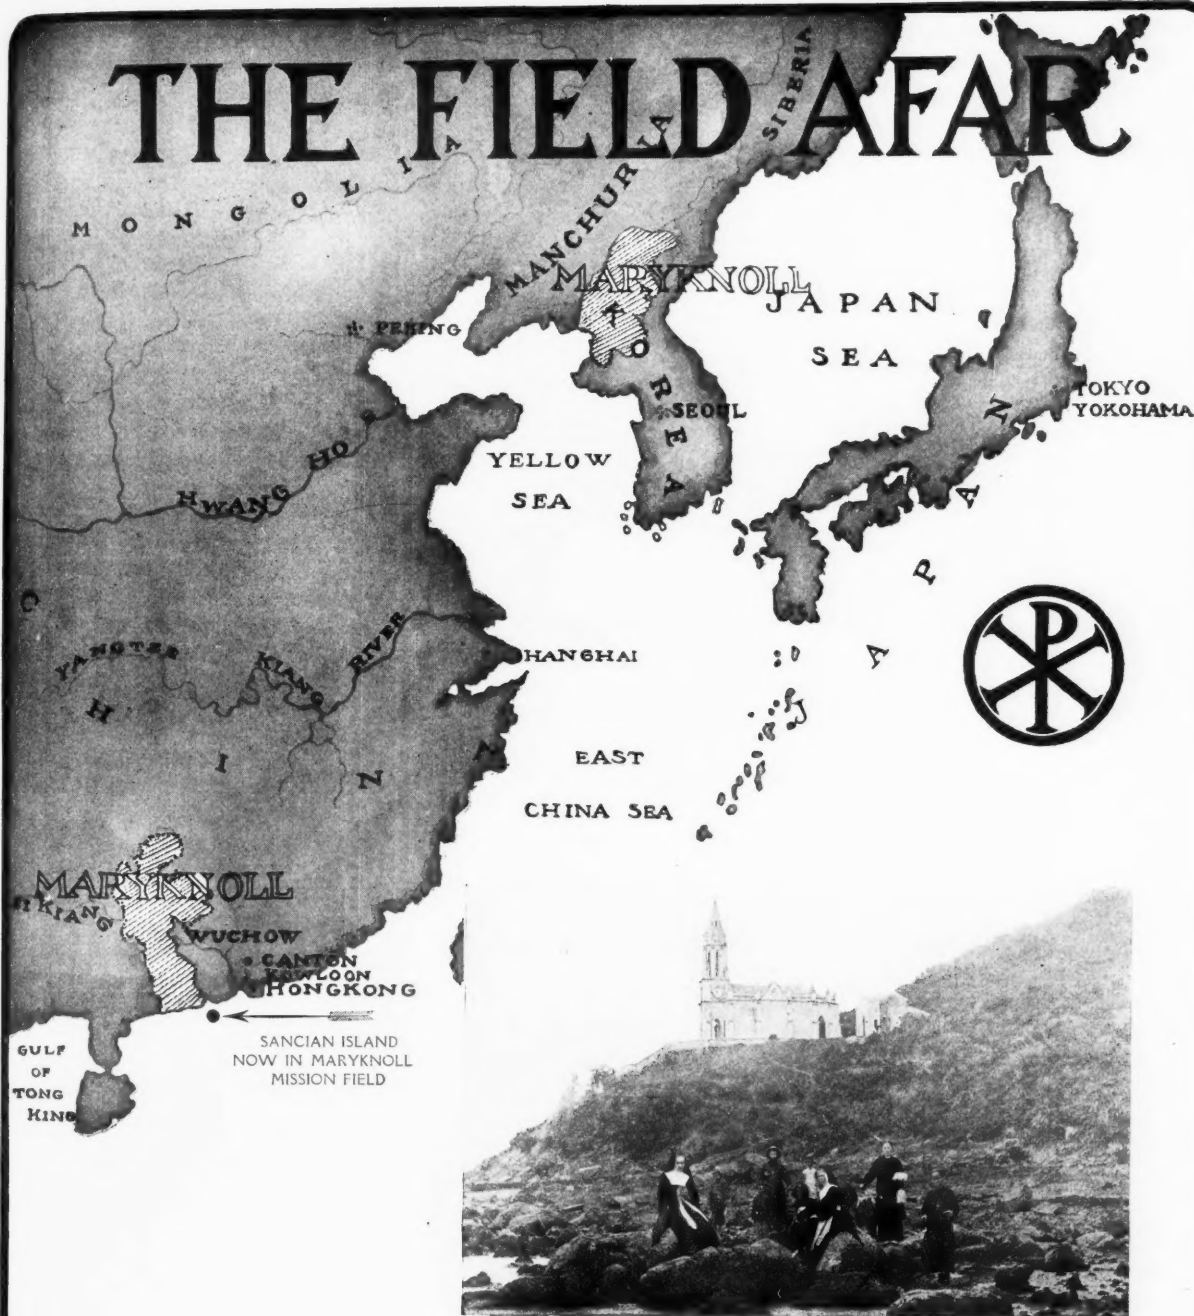 THE FIELD AFAR
SIBERIA
MONGOLIA
MANCHURIA
MARYKNOLL
JAPAN
SEA
PEKING
KOREA
SEOUL
TOKYO
YOKOHAMA
HWANG HO
YELLOW
SEA
JAPAN
CHINA
YANGTSE KIANG RIVER
SHANGHAI
EAST
CHINA SEA
MARYKNOLL
SI KIANG
WUCHOW
CANTON
KOWLOON
HONGKONG
SANCIAN ISLAND
NOW IN MARYKNOLL
MISSION FIELD
GULF
OF
TONG
KING